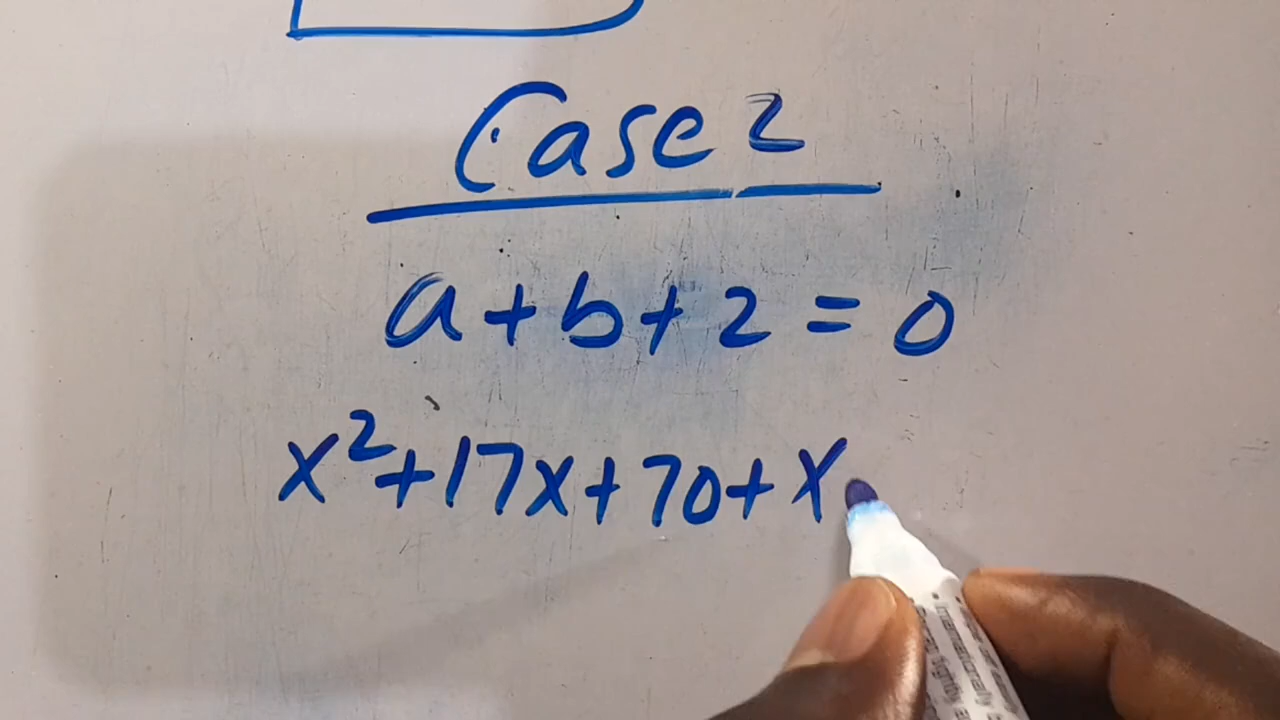 Case 2
a + b + 2 = 0
x² + 17x + 70 + x